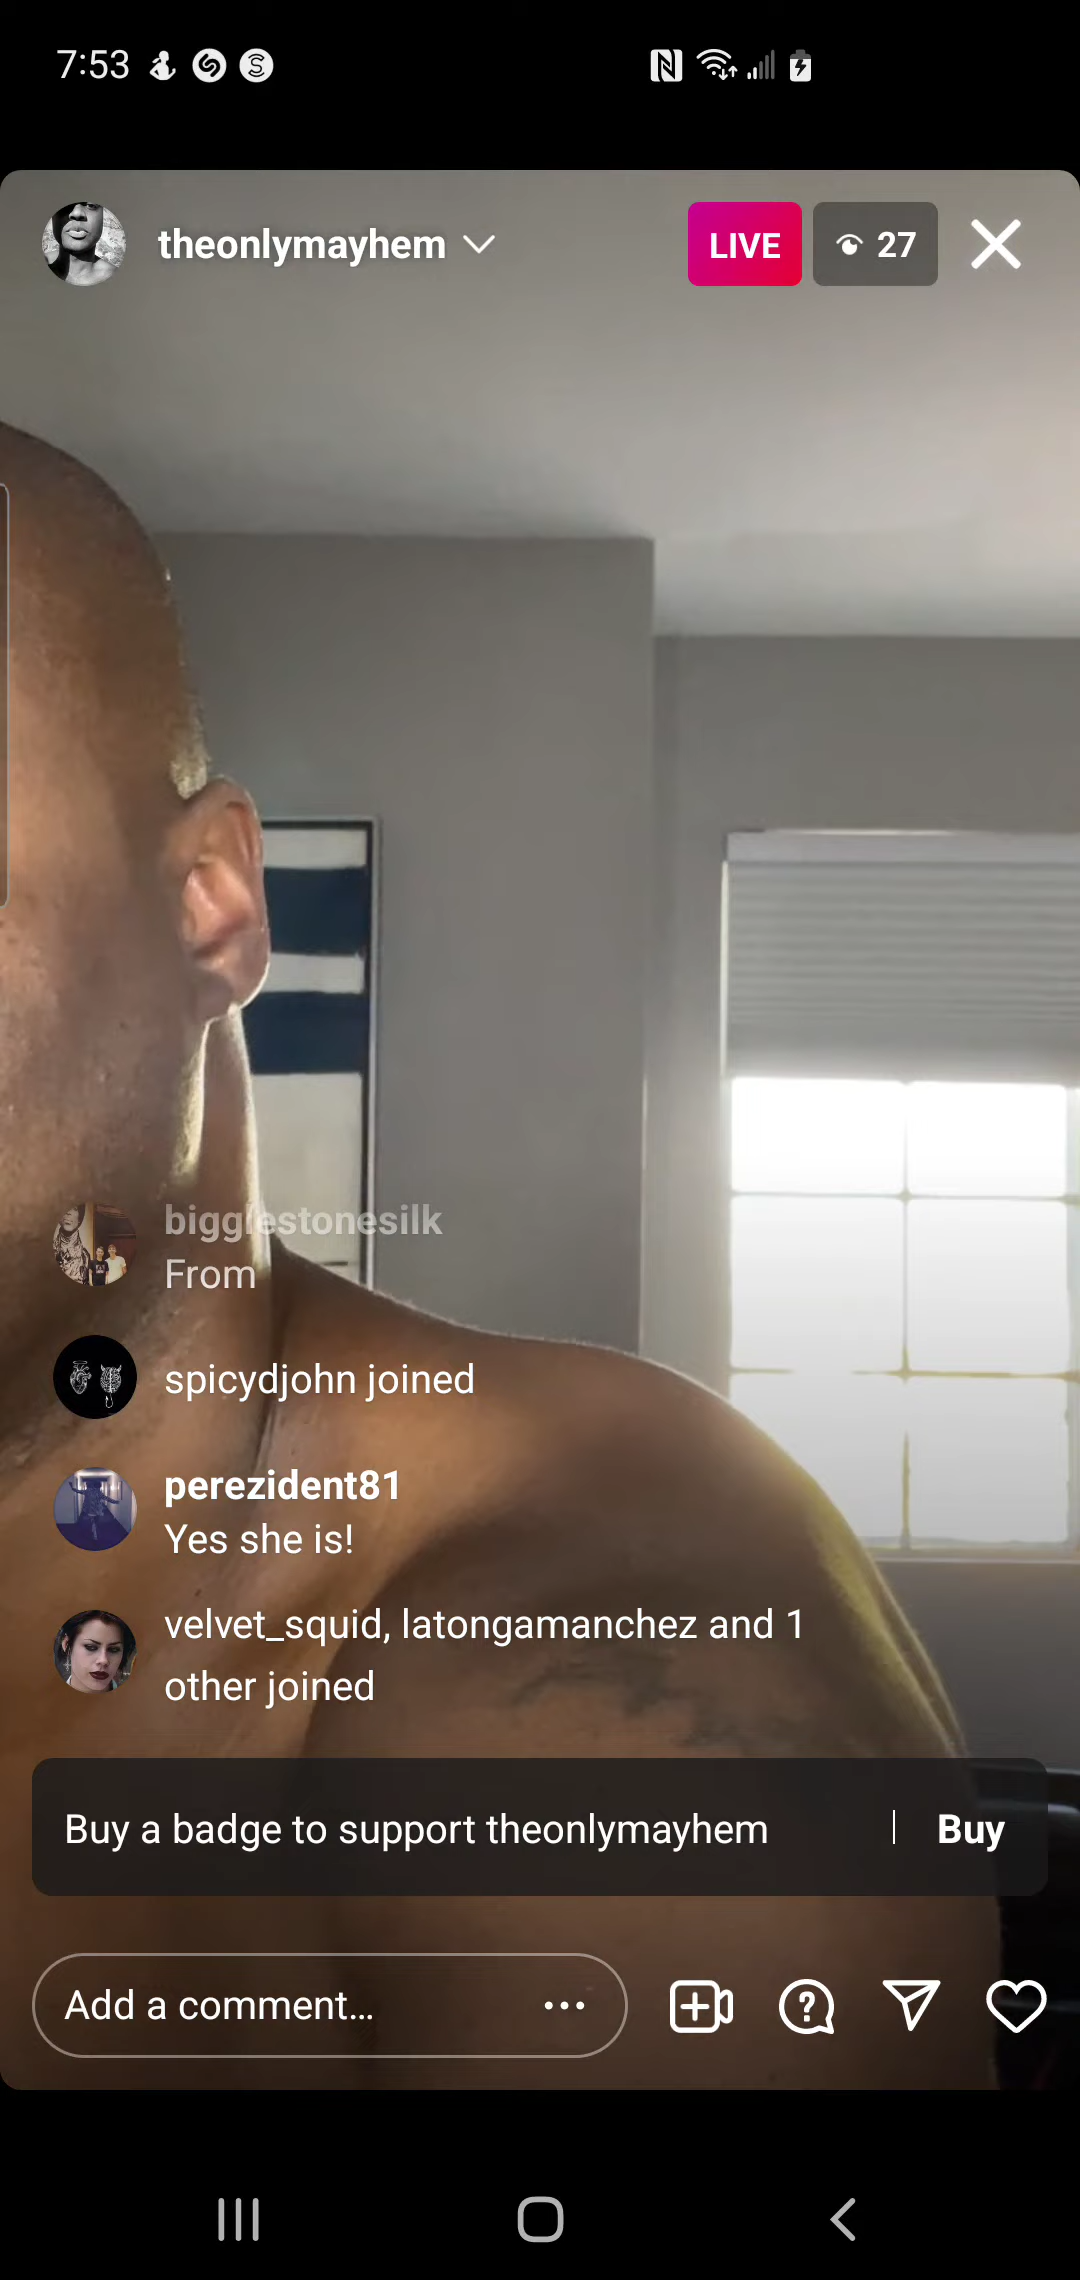 7:53
theonlymayhem
LIVE
27
bigglestonesilk
From
spicydjohn joined
perezident81
Yes she is!
velvet_squid, latongamanchez and 1
other joined
Buy a badge to support theonlymayhem
Buy
Add a comment...